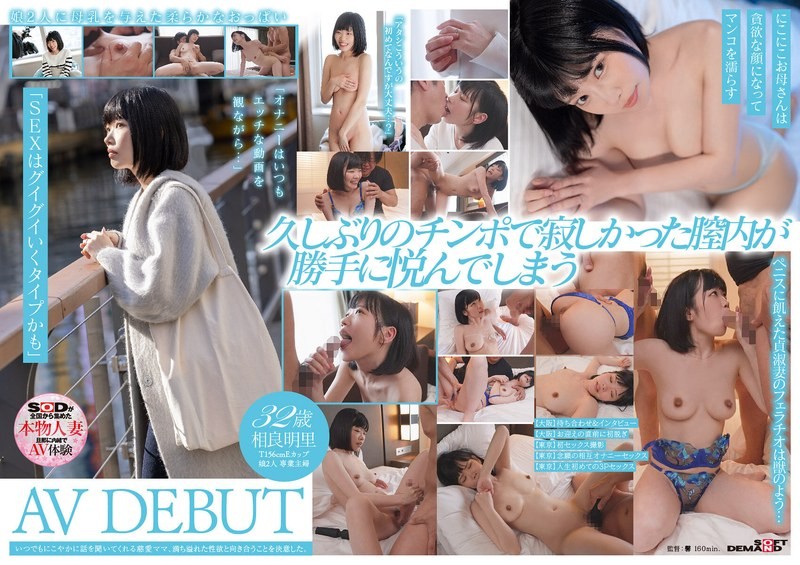 娘2人に母乳を与えた柔らかなおっぱい
「オナニーはいつも
エッチな動画を
観ながら…」
「SEXはグイグイいくタイプかも」
SODが
全国から集めた
本物人妻
旦那に内緒で
AV体験
32歳
相良明里
T156cmEカップ
娘2人 専業主婦
AV DEBUT
いつでもにこやかに話を聞いてくれる慈愛ママ、満ち溢れた性欲と向き合うことを決意した。
にこにこお母さんは
貪欲な顔になって
マンコを濡らす
久しぶりのチンポで寂しかった膣内が
勝手に悦んでしまう
ペニスに飢えた貞淑妻のフェラチオは獣のよう…
【大阪】待ち合わせ&インタビュー
【東京】初セックス撮影
【東京】念願の相互オナニーセックス
【東京】人生初めての3Pセックス
160min.
SOFT
ON
DEMAND